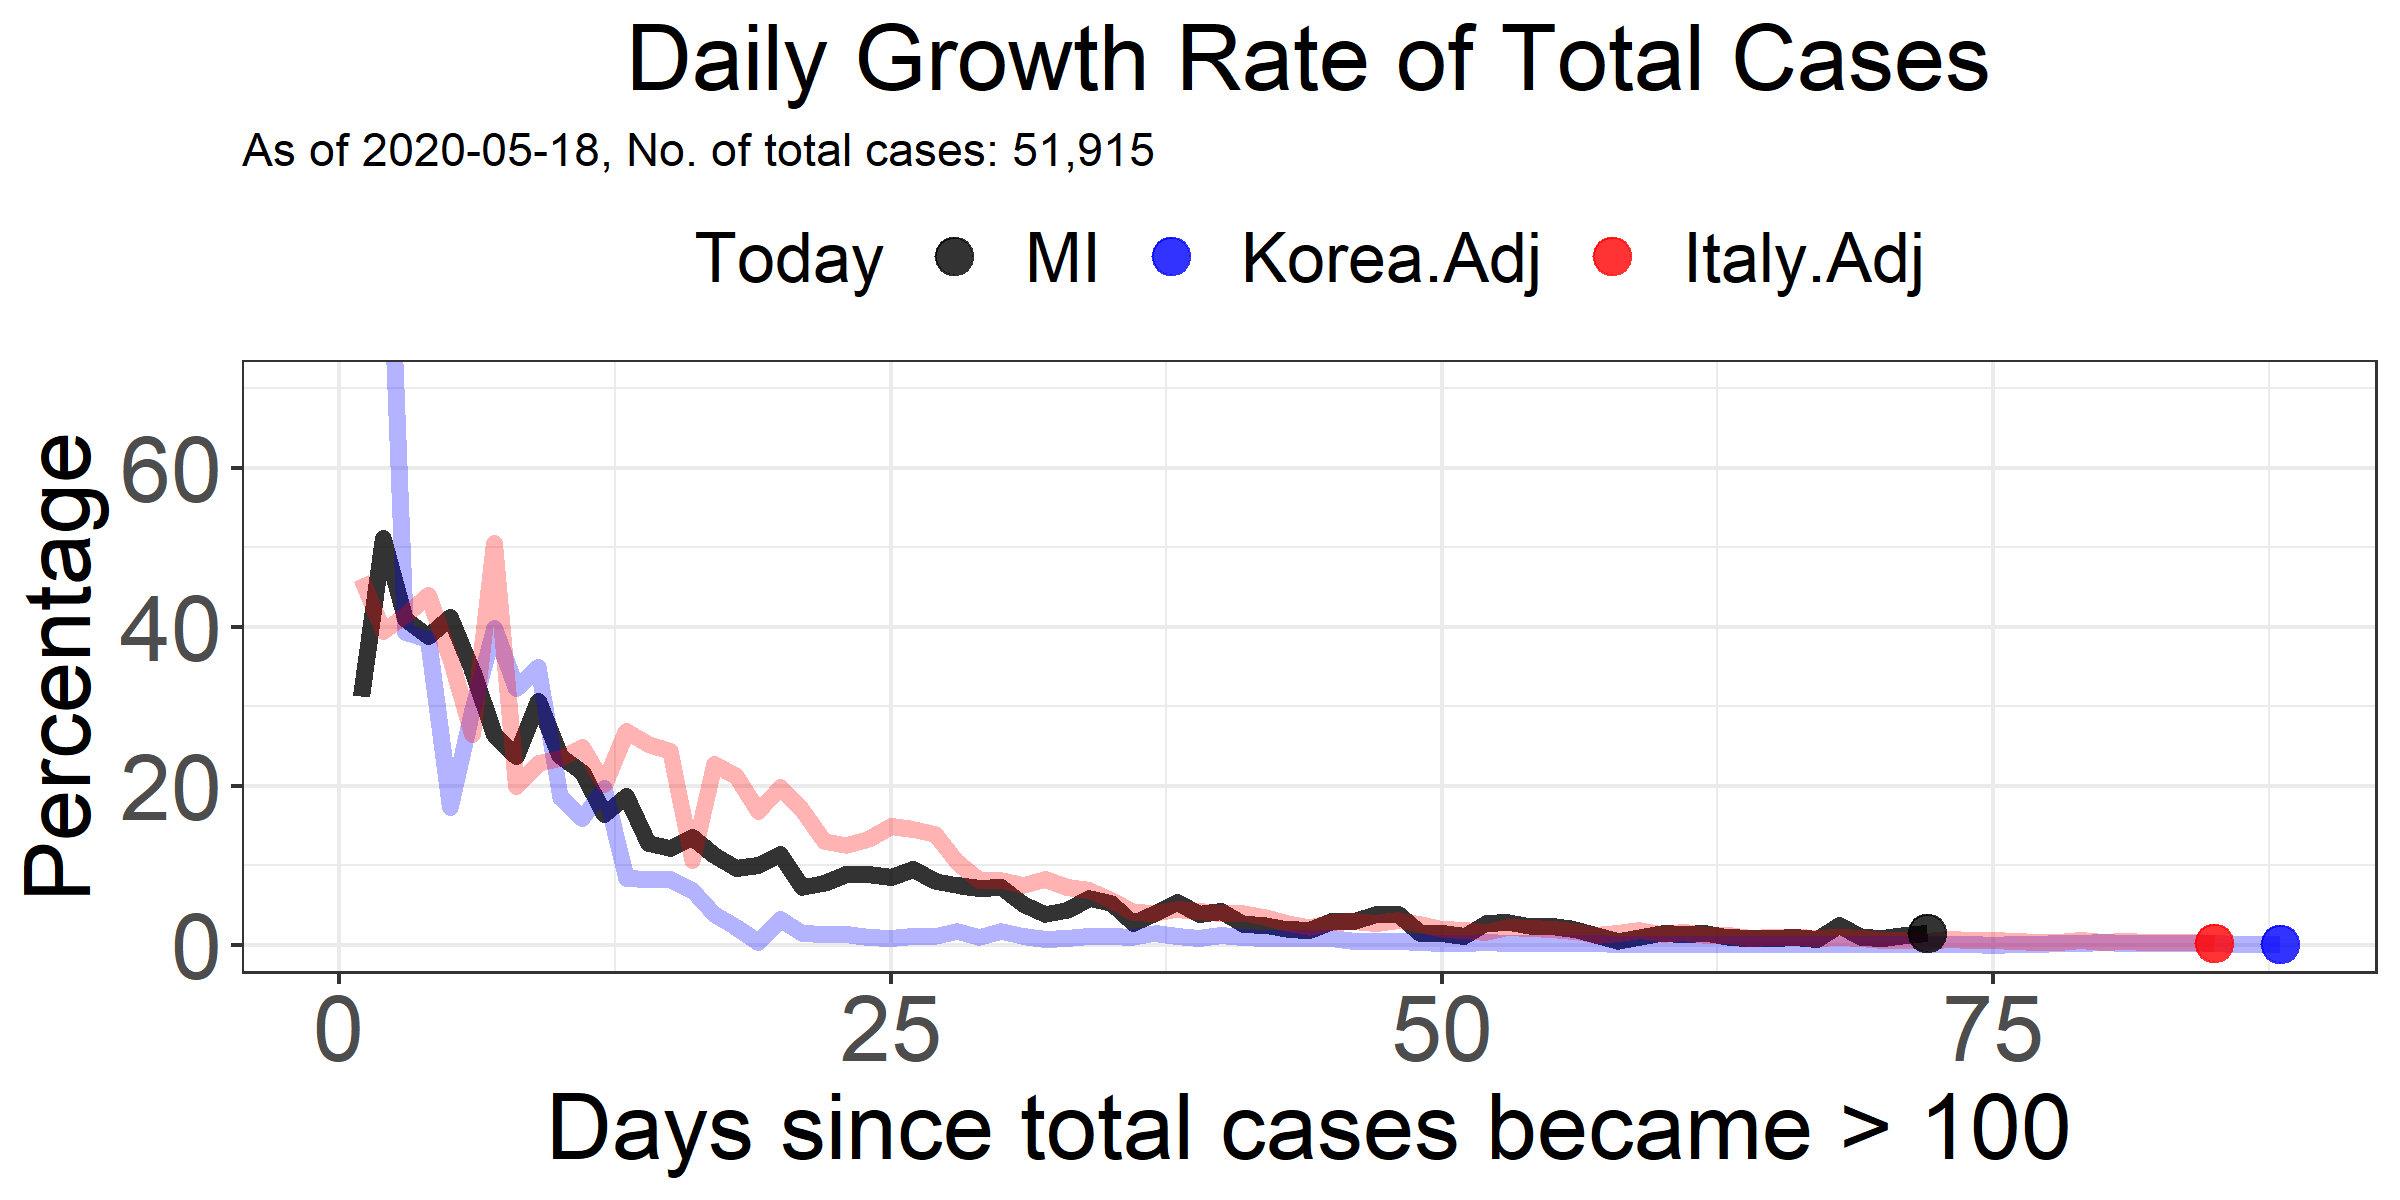 Daily Growth Rate of Total Cases
As of 2020-05-18, No. of total cases: 51,915
Today MI Korea.Adj Italy.Adj
Percentage
60
40
20
0
0 25 50 75
Days since total cases became > 100